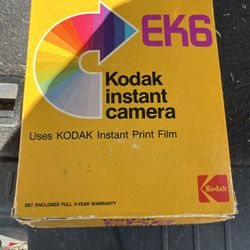 EK6
Kodak
instant
camera
Uses KODAK Instant Print Film
Kodak
SEE ENCLOSED FULL 3-YEAR WARRANTY